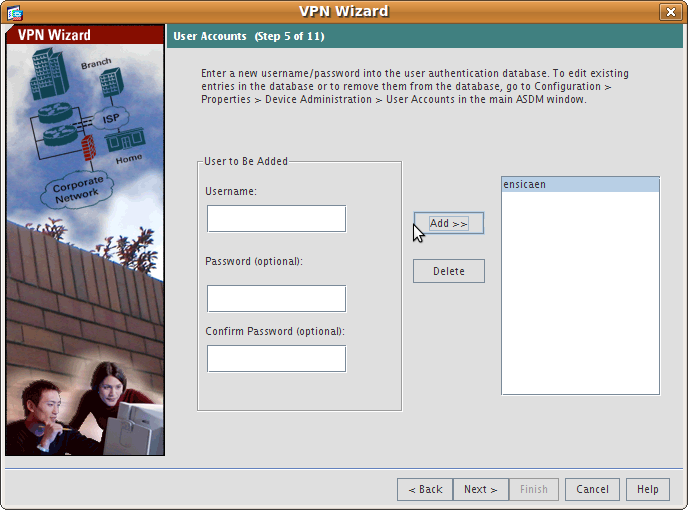 VPN Wizard
VPN Wizard
Branch
ISP
Home
Corporate
Network
User Accounts (Step 5 of 11)
Enter a new username/password into the user authentication database. To edit existing
entries in the database or to remove them from the database, go to Configuration >
Properties > Device Administration > User Accounts in the main ASDM window.
User to Be Added
Username:
Password (optional):
Confirm Password (optional):
Add >>
Delete
ensicaen
< Back
Next >
Finish
Cancel
Help